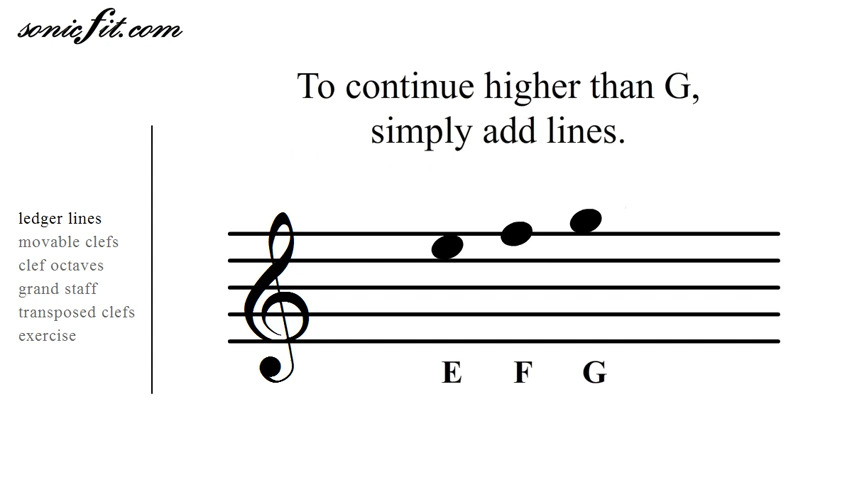 sonicfit.com
To continue higher than G,
simply add lines.
ledger lines
movable clefs
clef octaves
grand staff
transposed clefs
exercise
E F G